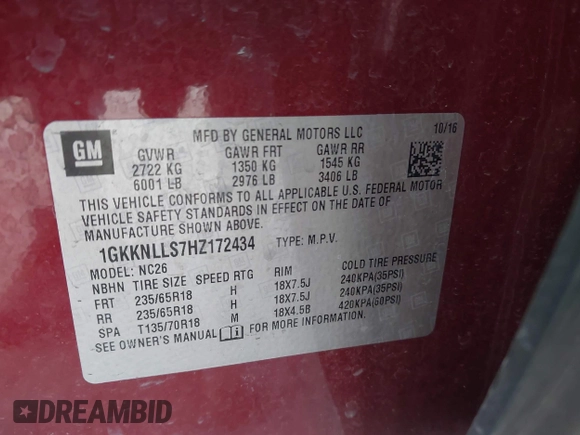 MFD BY GENERAL MOTORS LLC 10/16
GM
GVWR GAWR FRT GAWR RR
2722 KG 1350 KG 1545 KG
6001 LB 2976 LB 3406 LB
THIS VEHICLE CONFORMS TO ALL APPLICABLE U.S. FEDERAL MOTOR
VEHICLE SAFETY STANDARDS IN EFFECT ON THE DATE OF
MANUFACTURE SHOWN ABOVE.
1GKKNLLS7HZ172434 TYPE: M.P.V.
MODEL: NC26
NBHN TIRE SIZE SPEED RTG RIM COLD TIRE PRESSURE
FRT 235/65R18 H 18X7.5J 240KPA(35PSI)
RR 235/65R18 H 18X7.5J 240KPA(35PSI)
SPA T135/70R18 M 18X4.5B 420KPA(60PSI)
SEE OWNER'S MANUAL FOR MORE INFORMATION.
DREAMBID